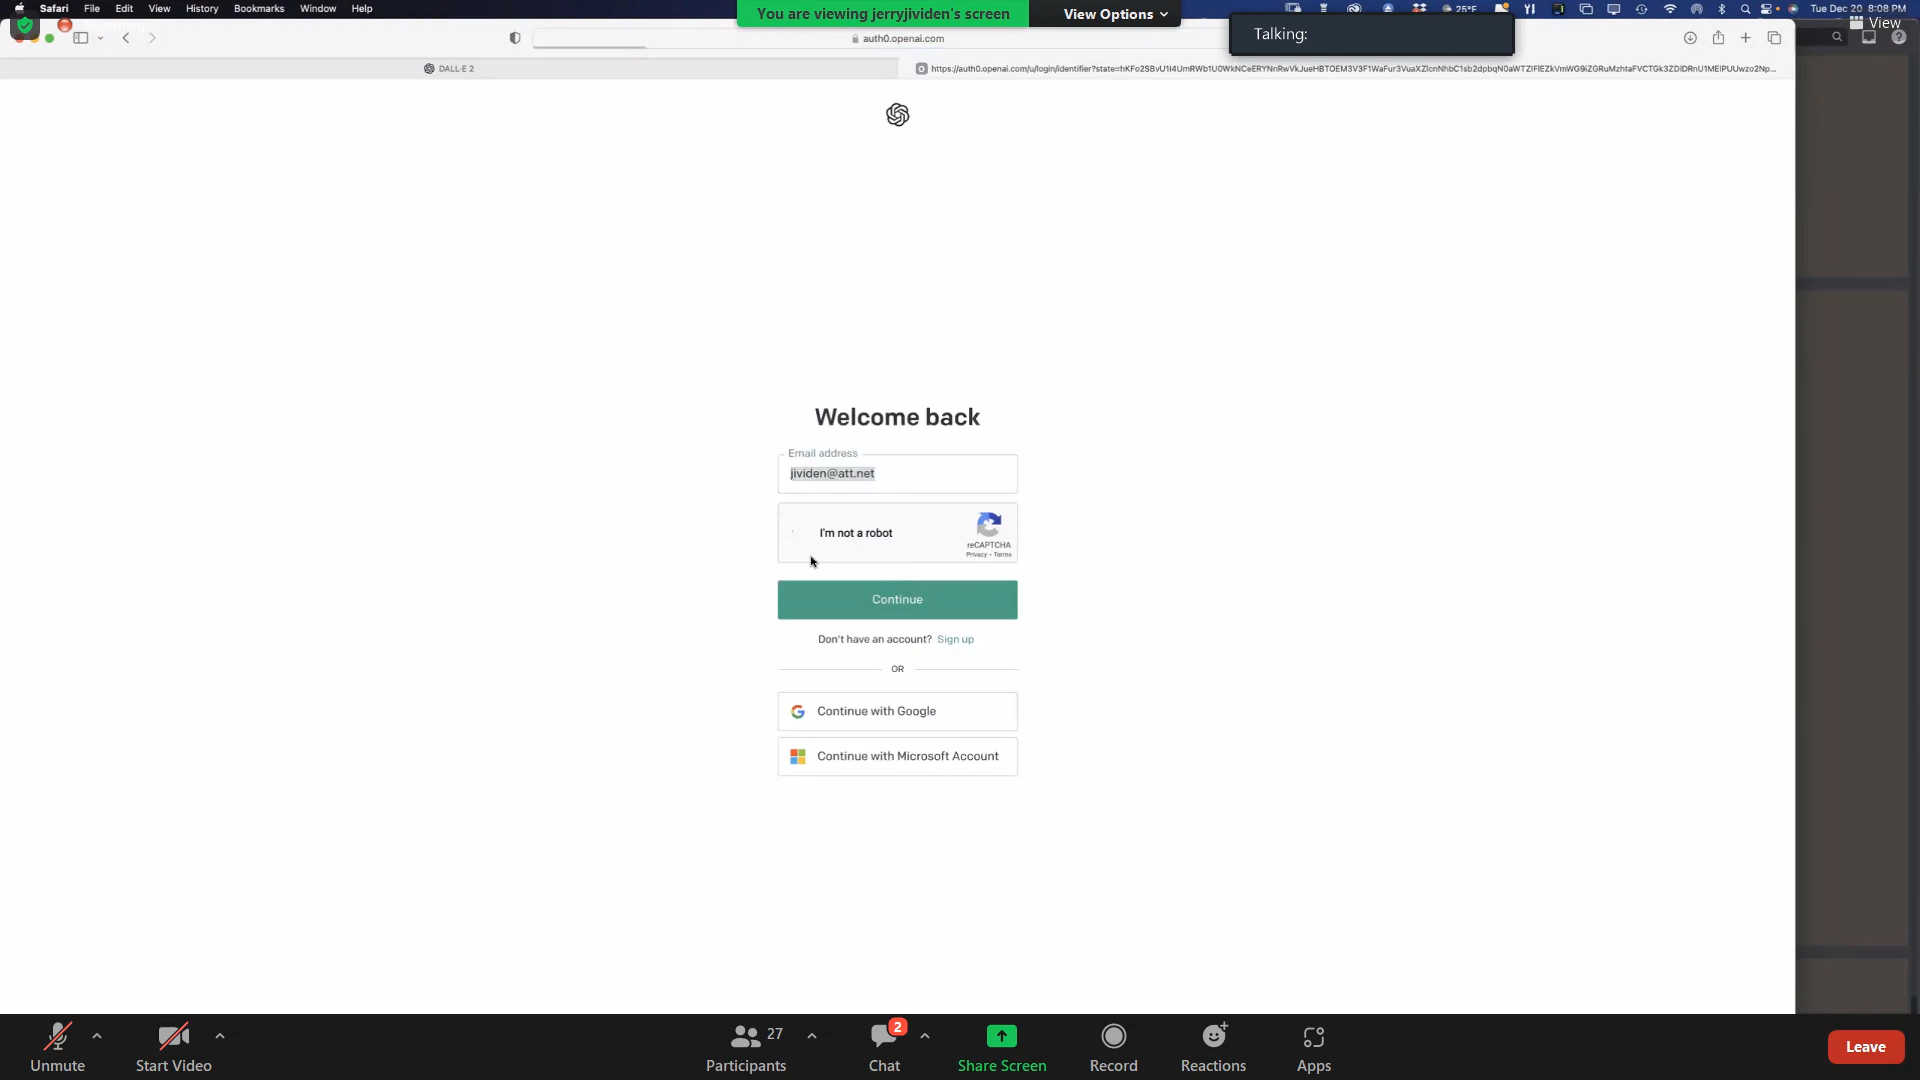 Safari File Edit View History Bookmarks Window Help
You are viewing jerryjividen's screen View Options
25°F Tue Dec 20 8:08 PM
Talking:
View
auth0.openai.com
DALL·E 2
Welcome back
Email address
jividen@att.net
I'm not a robot
reCAPTCHA
Privacy - Terms
Continue
Don't have an account? Sign up
OR
Continue with Google
Continue with Microsoft Account
27 2
Unmute Start Video Participants Chat Share Screen Record Reactions Apps Leave